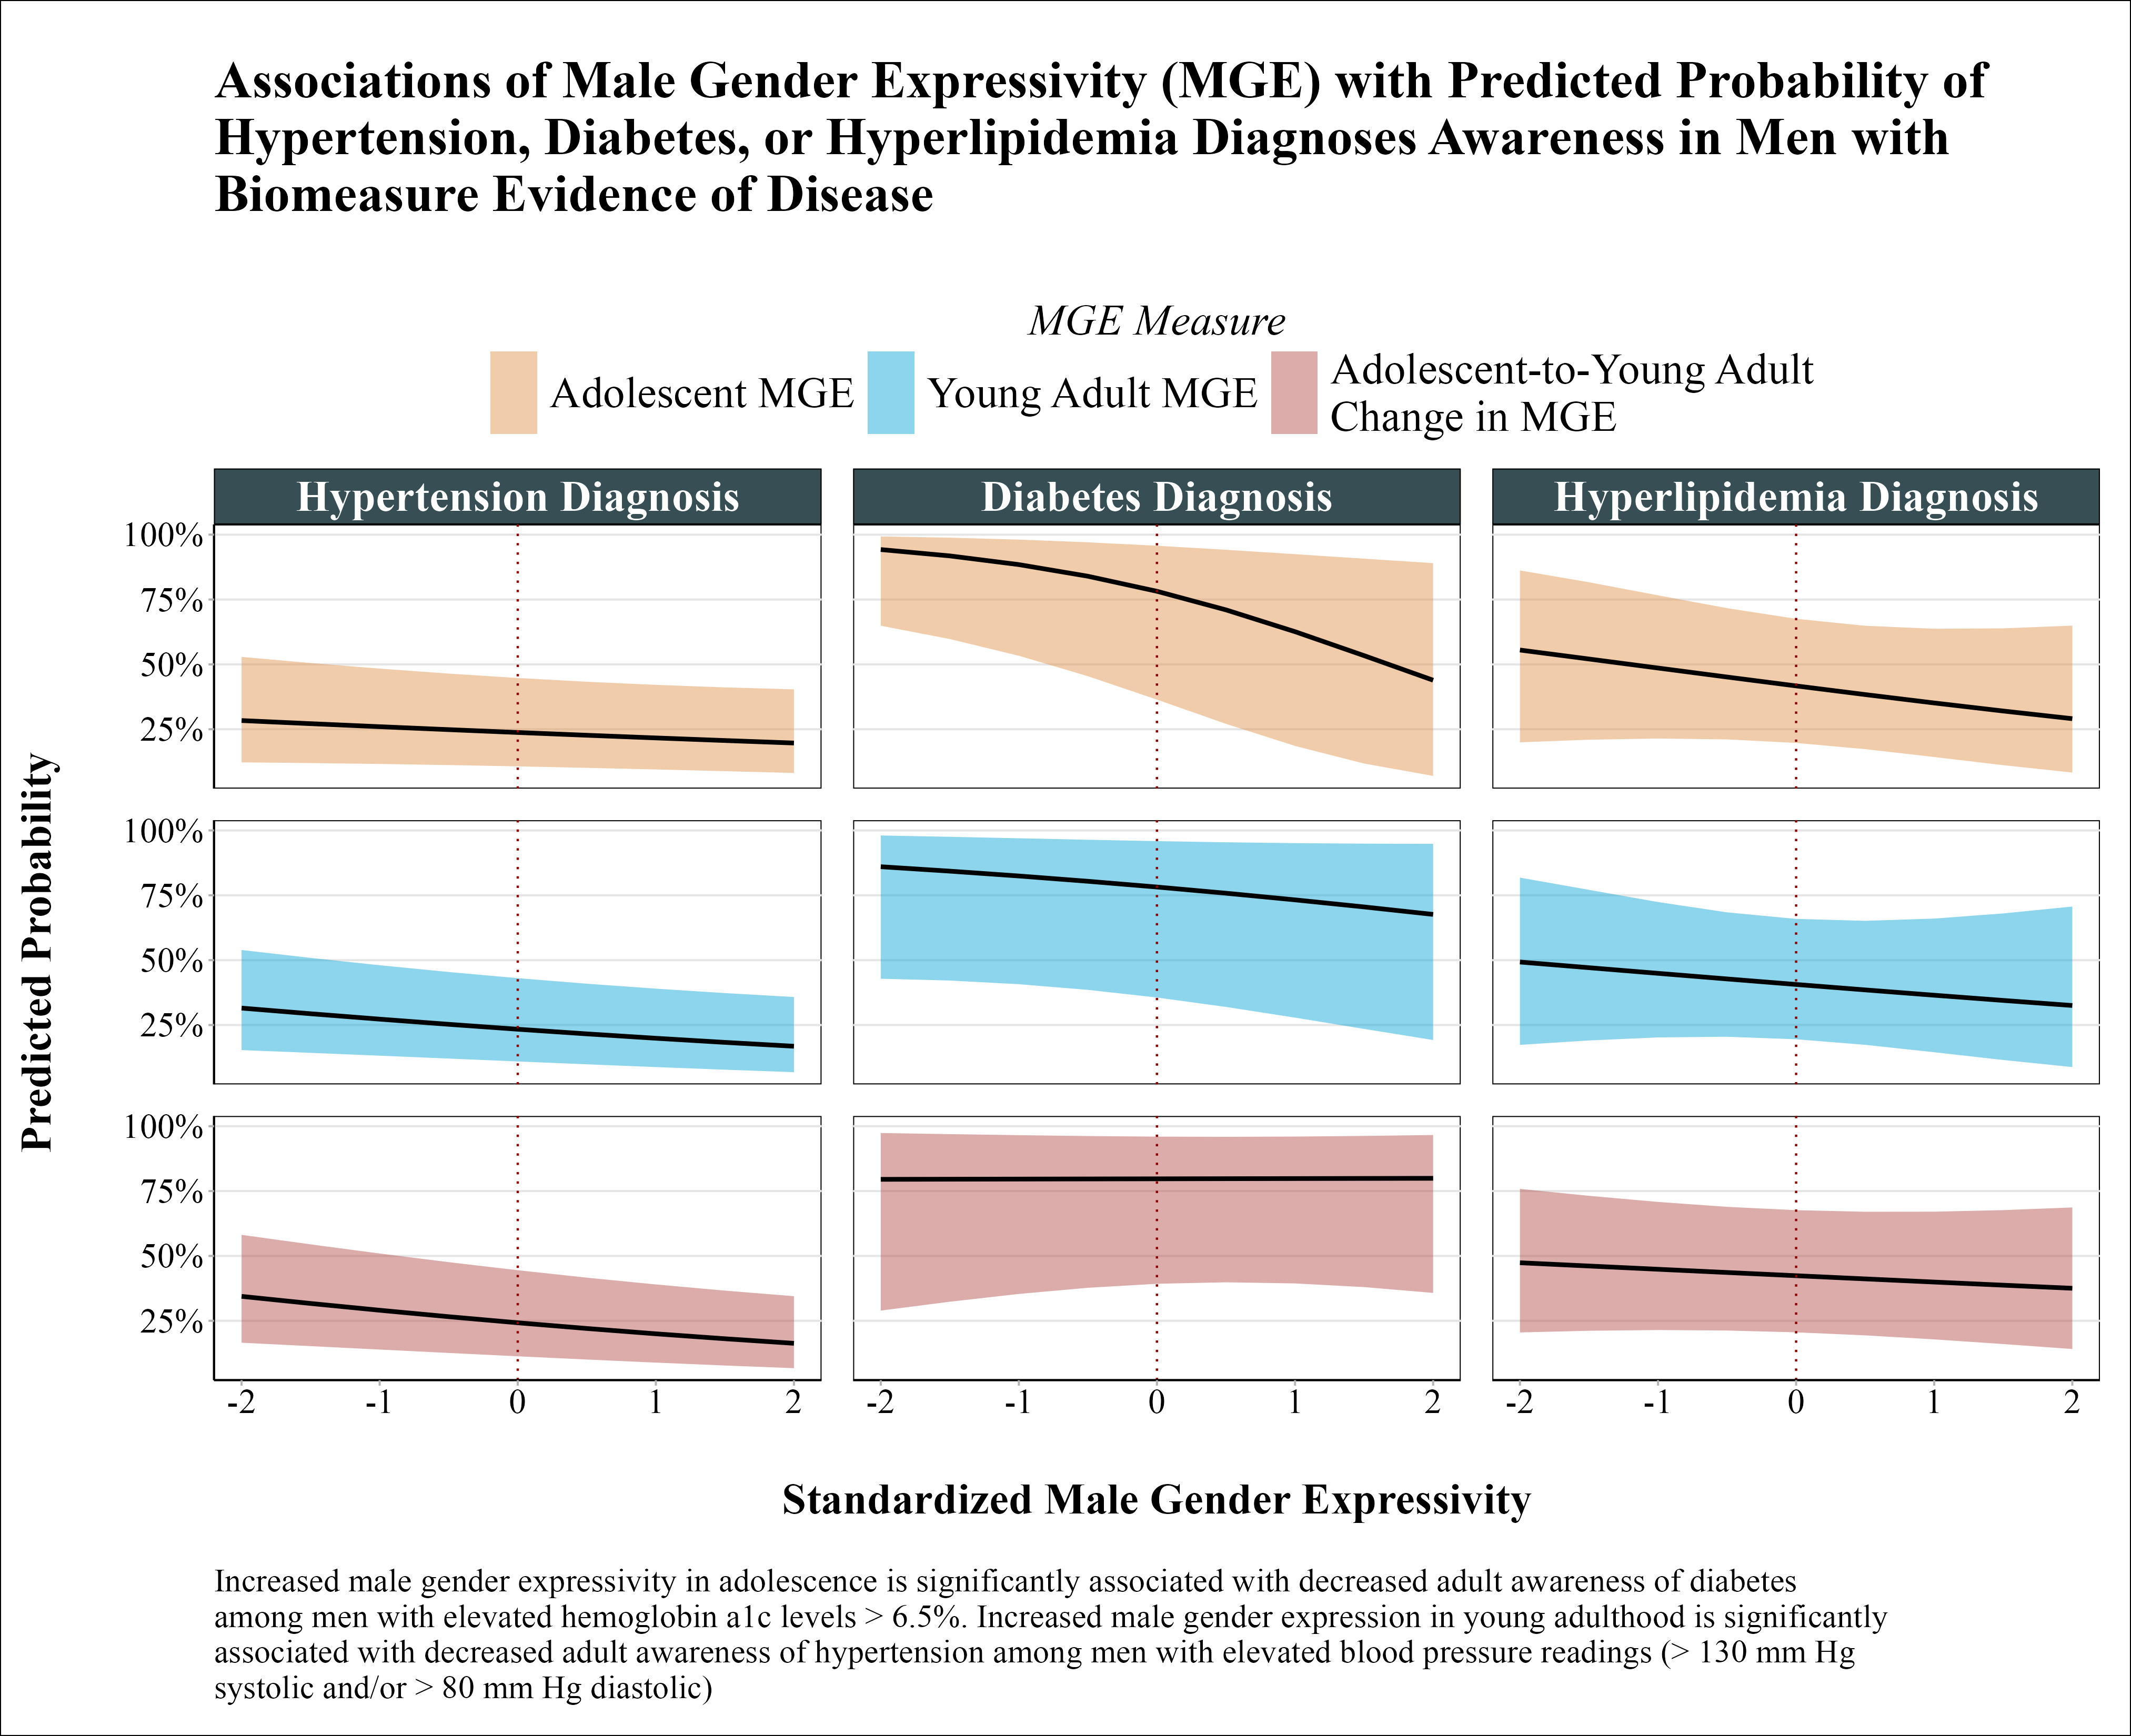 Associations of Male Gender Expressivity (MGE) with Predicted Probability of
Hypertension, Diabetes, or Hyperlipidemia Diagnoses Awareness in Men with
Biomeasure Evidence of Disease
MGE Measure
Adolescent MGE
Young Adult MGE
Adolescent-to-Young Adult
Change in MGE
Hypertension Diagnosis
Diabetes Diagnosis
Hyperlipidemia Diagnosis
Predicted Probability
100%
75%
50%
25%
100%
75%
50%
25%
100%
75%
50%
25%
-2 -1 0 1 2
-2 -1 0 1 2
-2 -1 0 1 2
Standardized Male Gender Expressivity
Increased male gender expressivity in adolescence is significantly associated with decreased adult awareness of diabetes
among men with elevated hemoglobin a1c levels > 6.5%. Increased male gender expression in young adulthood is significantly
associated with decreased adult awareness of hypertension among men with elevated blood pressure readings (> 130 mm Hg
systolic and/or > 80 mm Hg diastolic)